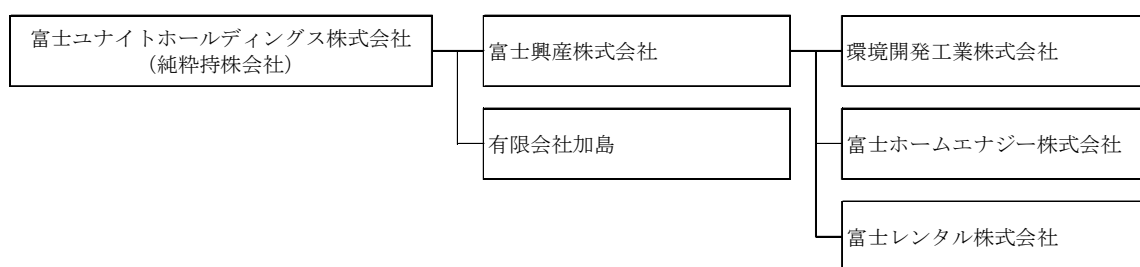 富士ユナイトホールディングス株式会社
（純粋持株会社）
富士興産株式会社
環境開発工業株式会社
有限会社加島
富士ホームエナジー株式会社
富士レンタル株式会社